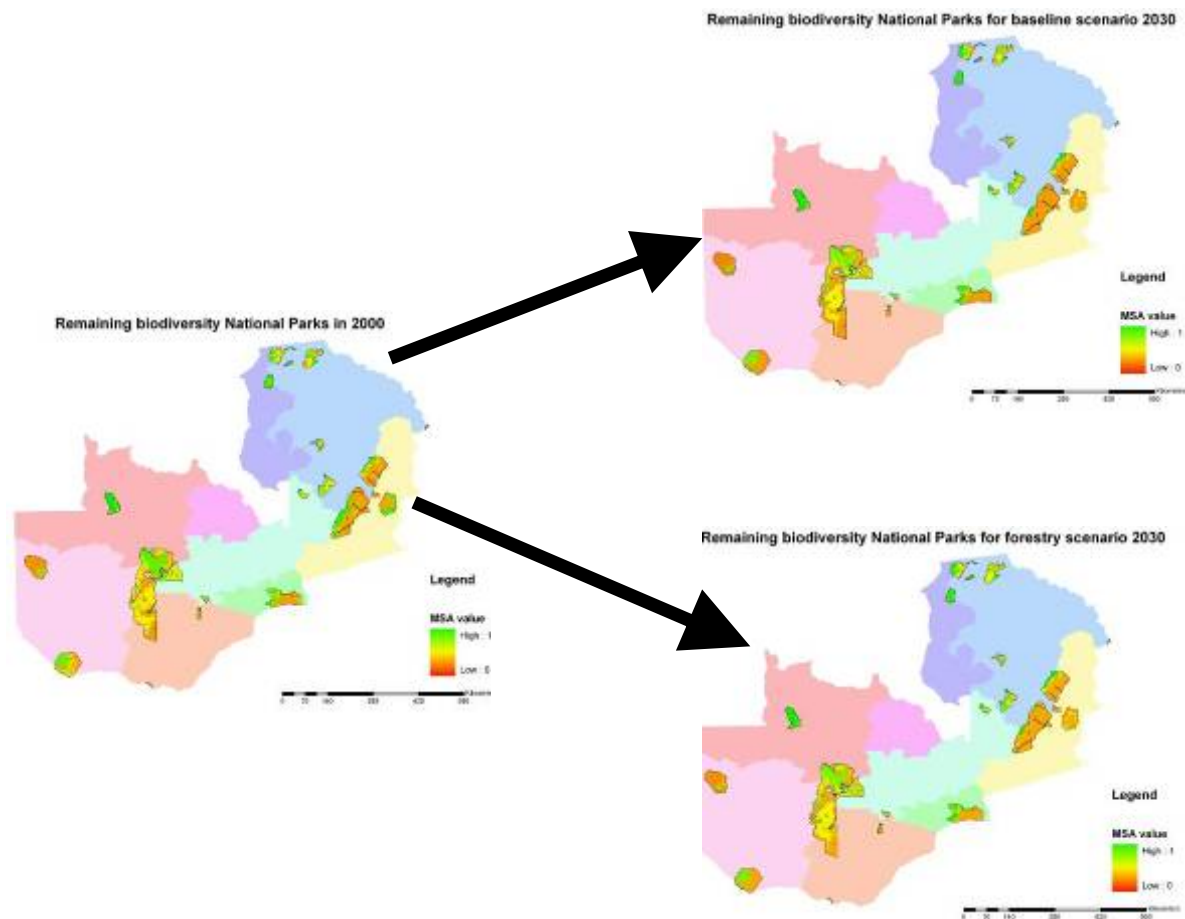 Remaining biodiversity National Parks for baseline scenario 2030
Legend
MSA value
High : 1
Low : 0
Remaining biodiversity National Parks in 2000
Legend
MSA value
High : 1
Low : 0
Remaining biodiversity National Parks for forestry scenario 2030
Legend
MSA value
High : 1
Low : 0